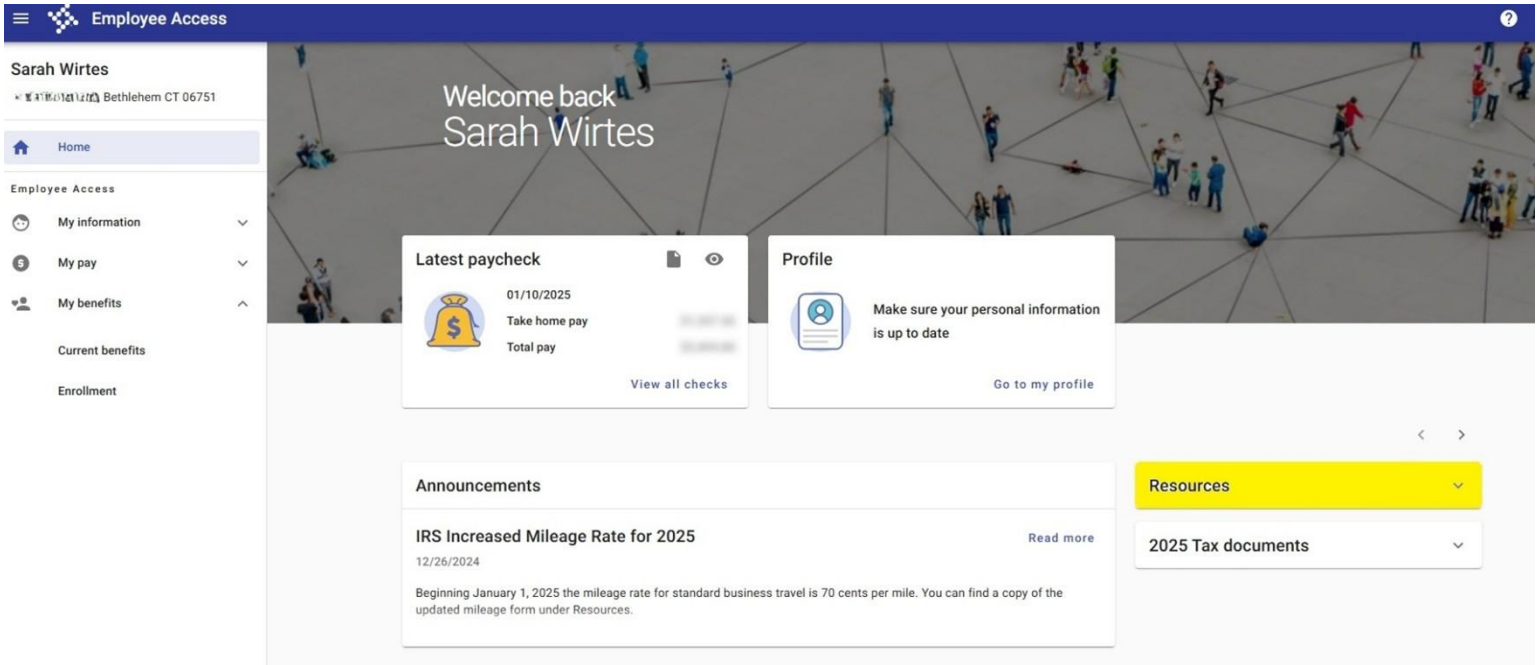 Employee Access
Sarah Wirtes
Bethlehem CT 06751
Home
Employee Access
My information
My pay
My benefits
Current benefits
Enrollment
Welcome back
Sarah Wirtes
Latest paycheck
01/10/2025
Take home pay
Total pay
View all checks
Profile
Make sure your personal information
is up to date
Go to my profile
Announcements
IRS Increased Mileage Rate for 2025
Read more
12/26/2024
Beginning January 1, 2025 the mileage rate for standard business travel is 70 cents per mile. You can find a copy of the
updated mileage form under Resources.
Resources
2025 Tax documents